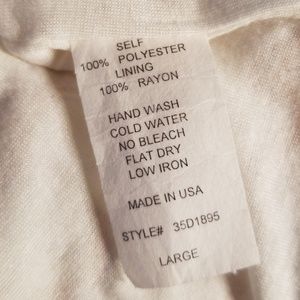 SELF
100% POLYESTER
LINING
100% RAYON
HAND WASH
COLD WATER
NO BLEACH
FLAT DRY
LOW IRON
MADE IN USA
STYLE# 35D1895
LARGE